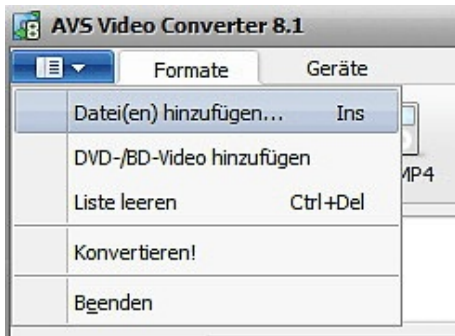 AVS Video Converter 8.1
Formate Geräte
Datei(en) hinzufügen... Ins
DVD-/BD-Video hinzufügen
MP4
Liste leeren Ctrl+Del
Konvertieren!
Beenden